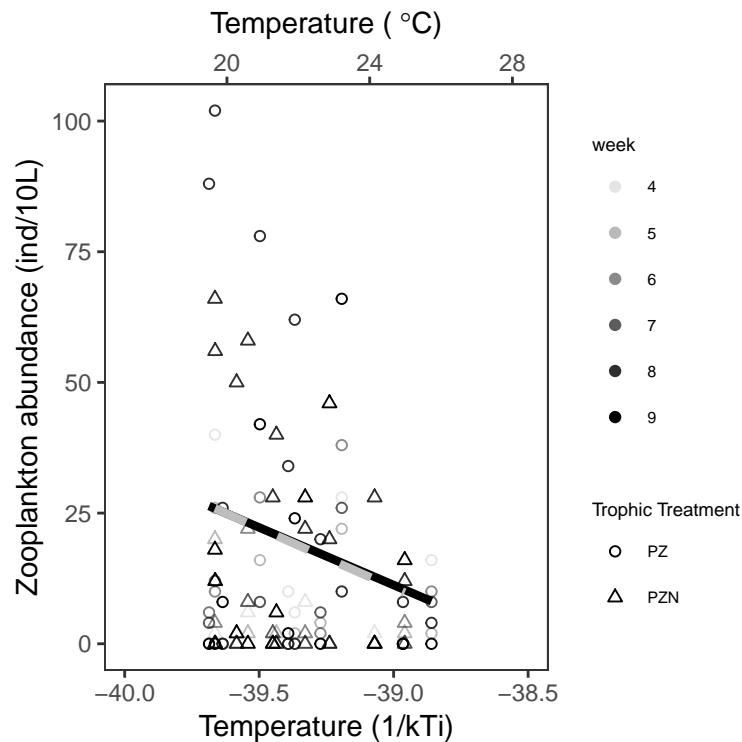 Temperature ( °C)
20 24 28
100
75
50
25
0
Zooplankton abundance (ind/10L)
−40.0 −39.5 −39.0 −38.5
Temperature (1/kTi)
week
4
5
6
7
8
9
Trophic Treatment
PZ
PZN